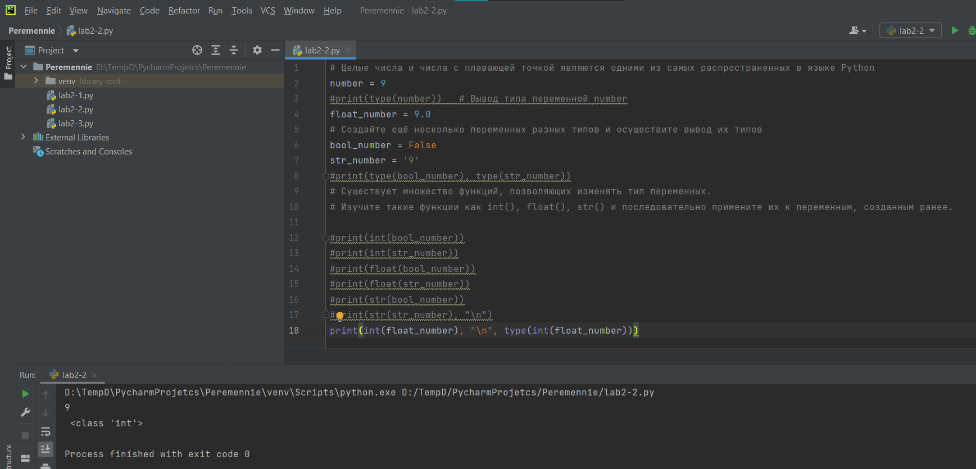 File Edit View Navigate Code Refactor Run Tools VCS Window Help Peremennie - lab2-2.py
Peremennie lab2-2.py lab2-2
Project
Project lab2-2.py
Peremennie D:\TempD\PycharmProjetcs\Peremennie
venv library root
lab2-1.py
lab2-2.py
lab2-3.py
External Libraries
Scratches and Consoles
1 # Целые числа и числа с плавающей точкой являются одними из самых распространенных в языке Python
2 number = 9
3 #print(type(number)) # Вывод типа переменной number
4 float_number = 9.0
5 # Создайте ещё несколько переменных разных типов и осуществите вывод их типов
6 bool_number = False
7 str_number = '9'
8 #print(type(bool_number), type(str_number))
9 # Существует множество функций, позволяющих изменять тип переменных.
10 # Изучите такие функции как int(), float(), str() и последовательно примените их к переменным, созданным ранее.
11
12 #print(int(bool_number))
13 #print(int(str_number))
14 #print(float(bool_number))
15 #print(float(str_number))
16 #print(str(bool_number))
17 #print(str(str_number), "\n")
18 print(int(float_number), "\n", type(int(float_number)))
Run: lab2-2
D:\TempD\PycharmProjetcs\Peremennie\venv\Scripts\python.exe D:/TempD/PycharmProjetcs/Peremennie/lab2-2.py
9
<class 'int'>
Process finished with exit code 0